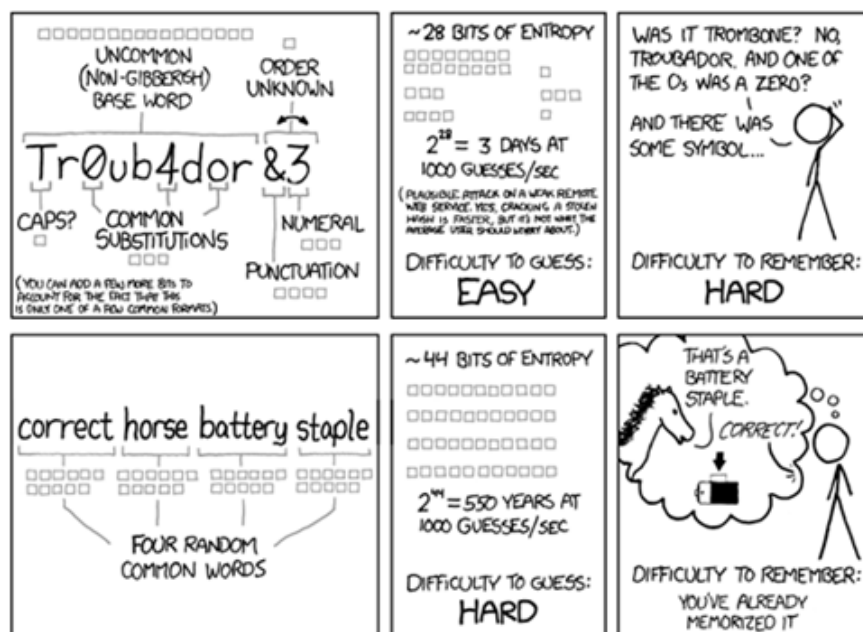 UNCOMMON
(NON-GIBBERISH)
BASE WORD
ORDER
UNKNOWN
Tr0ub4dor &3
CAPS?
COMMON
SUBSTITUTIONS
NUMERAL
PUNCTUATION
(YOU CAN ADD A FEW MORE BITS TO
ACCOUNT FOR THE FACT THAT THIS
IS ONLY ONE OF A FEW COMMON FORMATS.)
~28 BITS OF ENTROPY
2^28 = 3 DAYS AT
1000 GUESSES/SEC
(PLAUSIBLE ATTACK ON A WEAK REMOTE
WEB SERVICE. YES, CRACKING A STOLEN
HASH IS FASTER, BUT IT'S NOT WHAT THE
AVERAGE USER SHOULD WORRY ABOUT.)
DIFFICULTY TO GUESS:
EASY
WAS IT TROMBONE? NO,
TROUBADOR. AND ONE OF
THE Os WAS A ZERO?
AND THERE WAS
SOME SYMBOL...
DIFFICULTY TO REMEMBER:
HARD
correct horse battery staple
FOUR RANDOM
COMMON WORDS
~44 BITS OF ENTROPY
2^44 = 550 YEARS AT
1000 GUESSES/SEC
DIFFICULTY TO GUESS:
HARD
THAT'S A
BATTERY
STAPLE.
CORRECT!
DIFFICULTY TO REMEMBER:
YOU'VE ALREADY
MEMORIZED IT